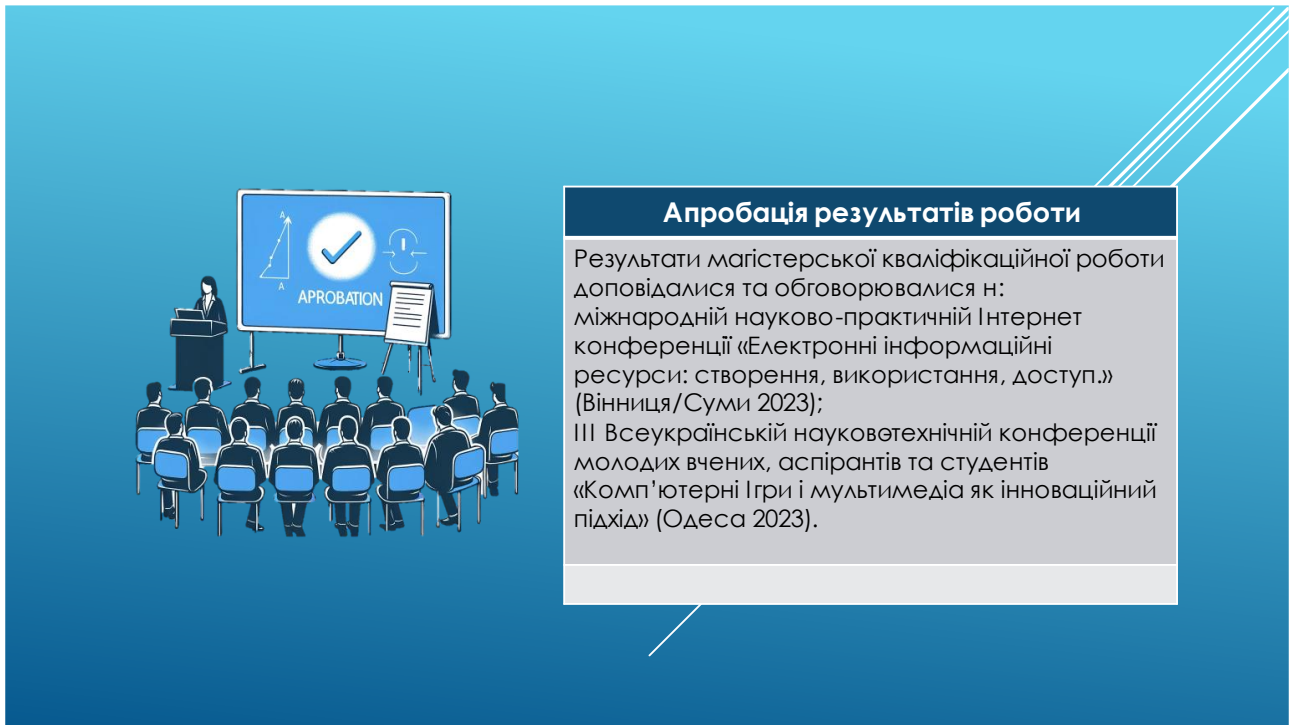 APROBATION
A
A
Апробація результатів роботи
Результати магістерської кваліфікаційної роботи
доповідалися та обговорювалися н:
міжнародній науково-практичній Інтернет
конференції «Електронні інформаційні
ресурси: створення, використання, доступ.»
(Вінниця/Суми 2023);
ІІІ Всеукраїнській науковотехнічній конференції
молодих вчених, аспірантів та студентів
«Комп’ютерні Ігри і мультимедіа як інноваційний
підхід» (Одеса 2023).